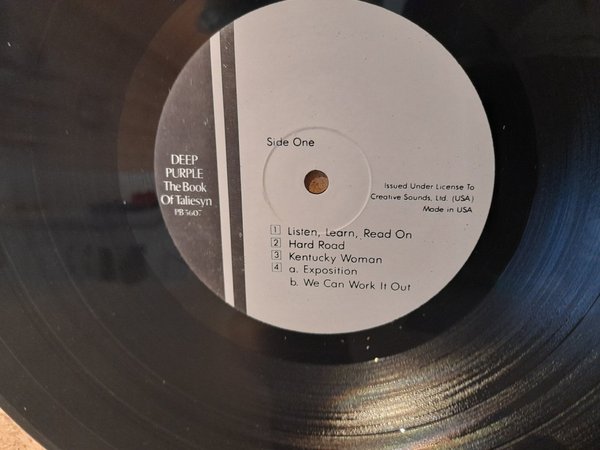 DEEP
PURPLE
The Book
Of Taliesyn
PB 3607
Side One
Issued Under License To
Creative Sounds, Ltd. (USA)
Made in USA
1 Listen, Learn, Read On
2 Hard Road
3 Kentucky Woman
4 a. Exposition
b. We Can Work It Out